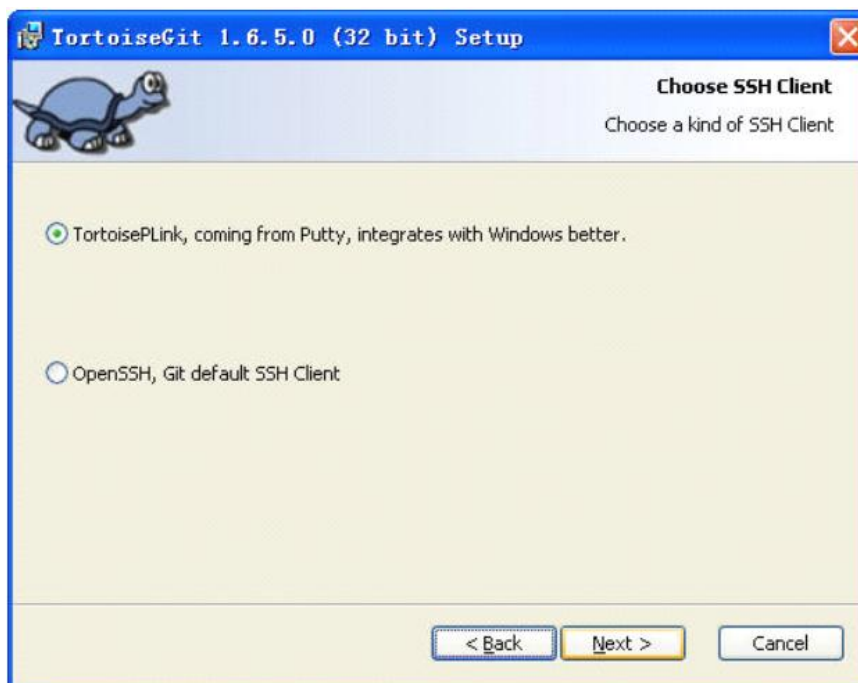 TortoiseGit 1.6.5.0 (32 bit) Setup
Choose SSH Client
Choose a kind of SSH Client
TortoisePLink, coming from Putty, integrates with Windows better.
OpenSSH, Git default SSH Client
< Back Next > Cancel